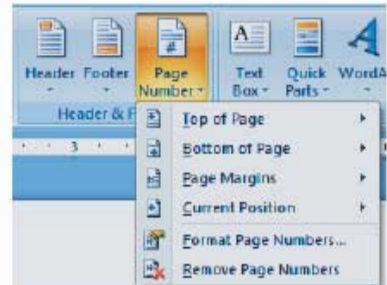 Header Footer Page Number Text Box Quick Parts WordA
Header & F
3
Top of Page
Bottom of Page
Page Margins
Current Position
Format Page Numbers...
Remove Page Numbers